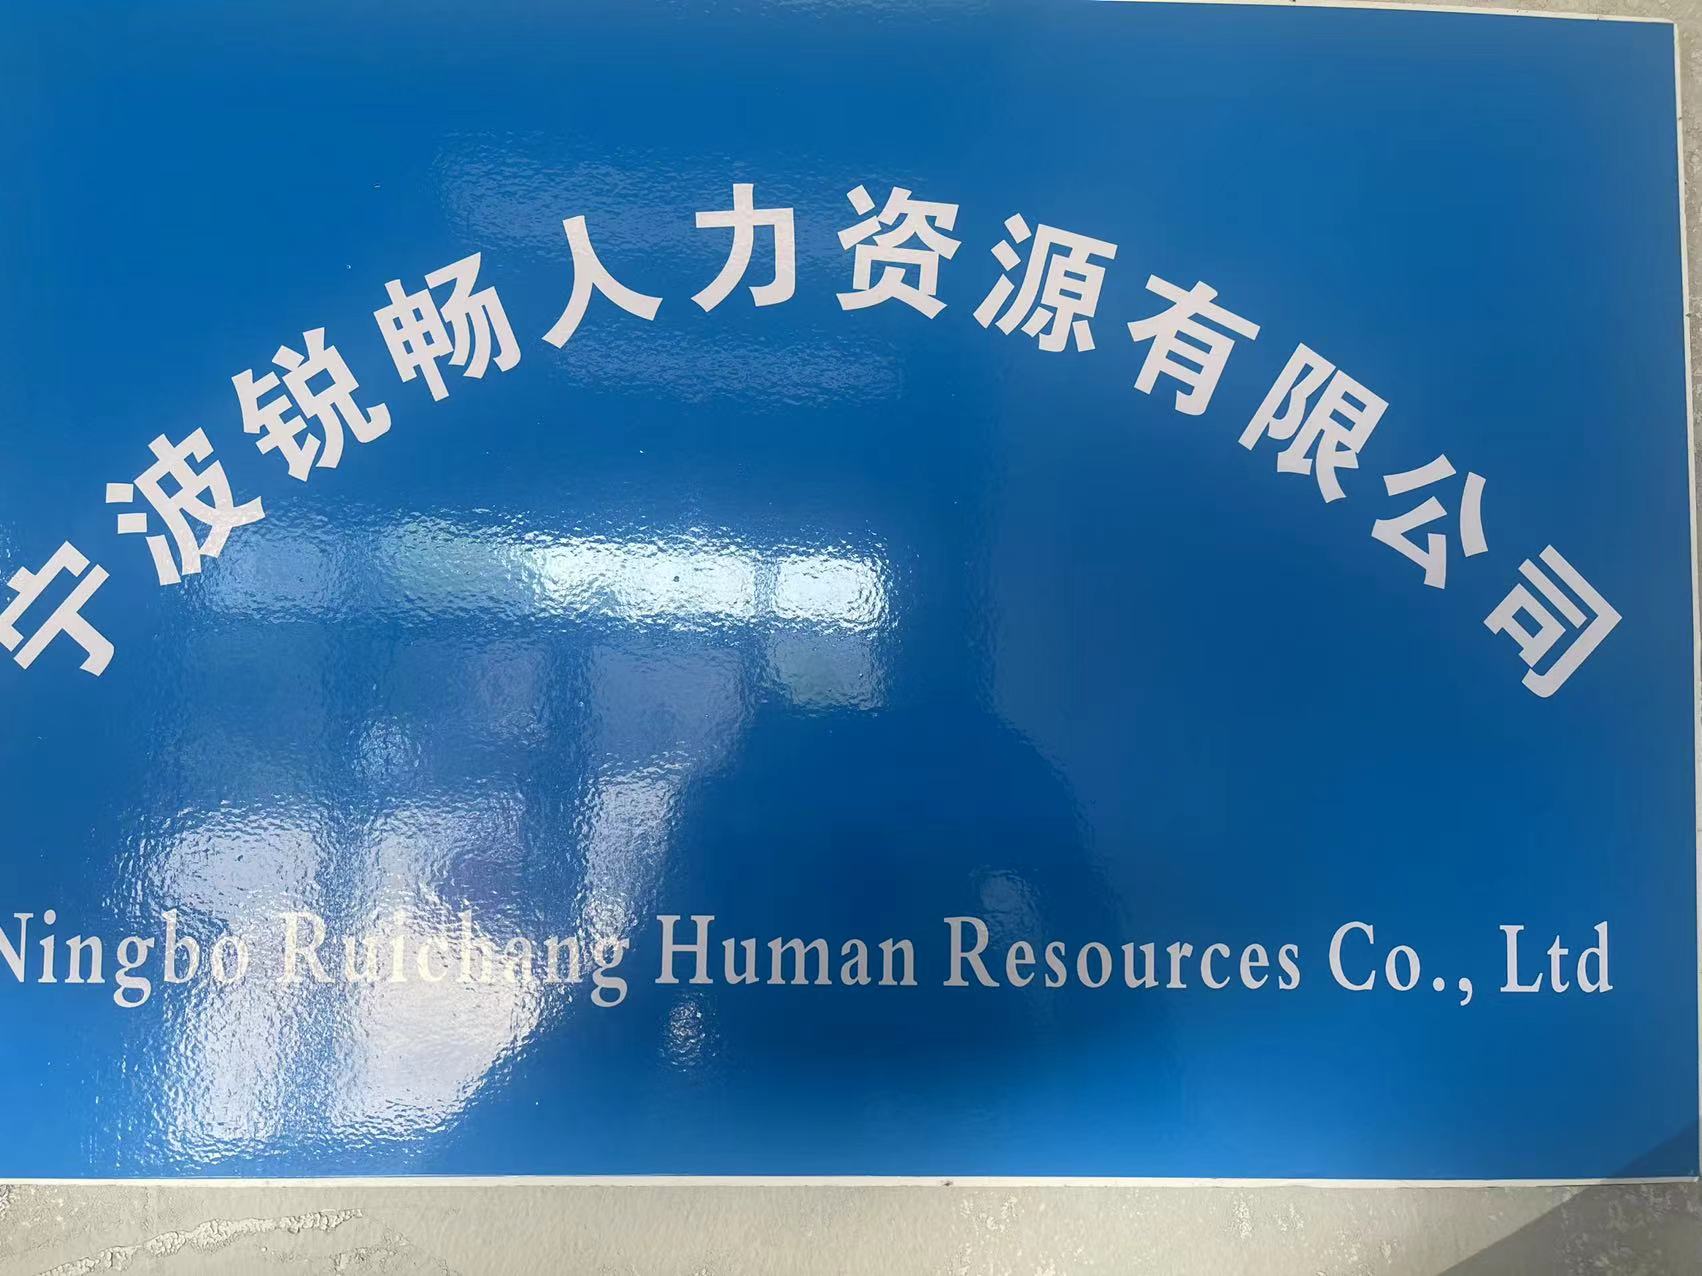 宁波锐畅人力资源有限公司
Ningbo Ruichang Human Resources Co., Ltd